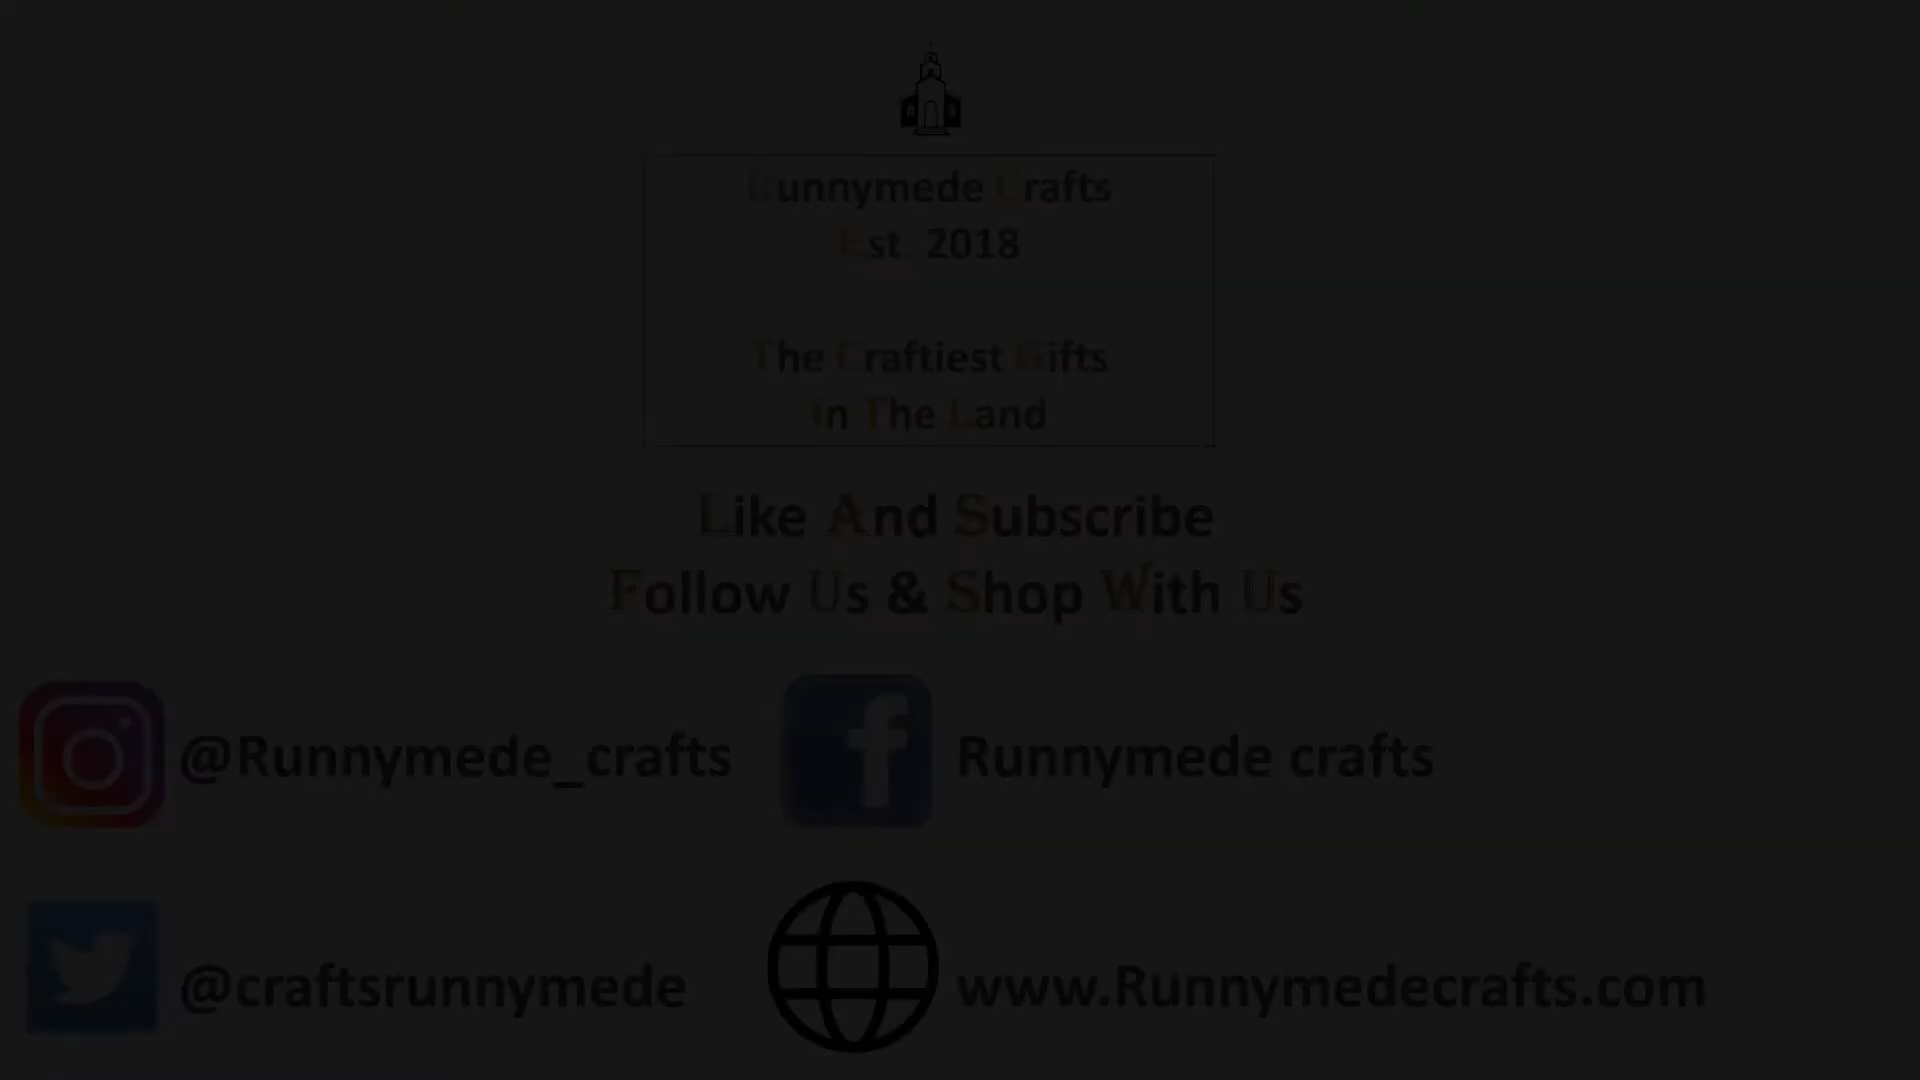 Runnymede Crafts
Est. 2018
The Craftiest Gifts
In The Land
Like And Subscribe
Follow Us & Shop With Us
@Runnymede_crafts
Runnymede crafts
@craftsrunnymede
www.Runnymedecrafts.com